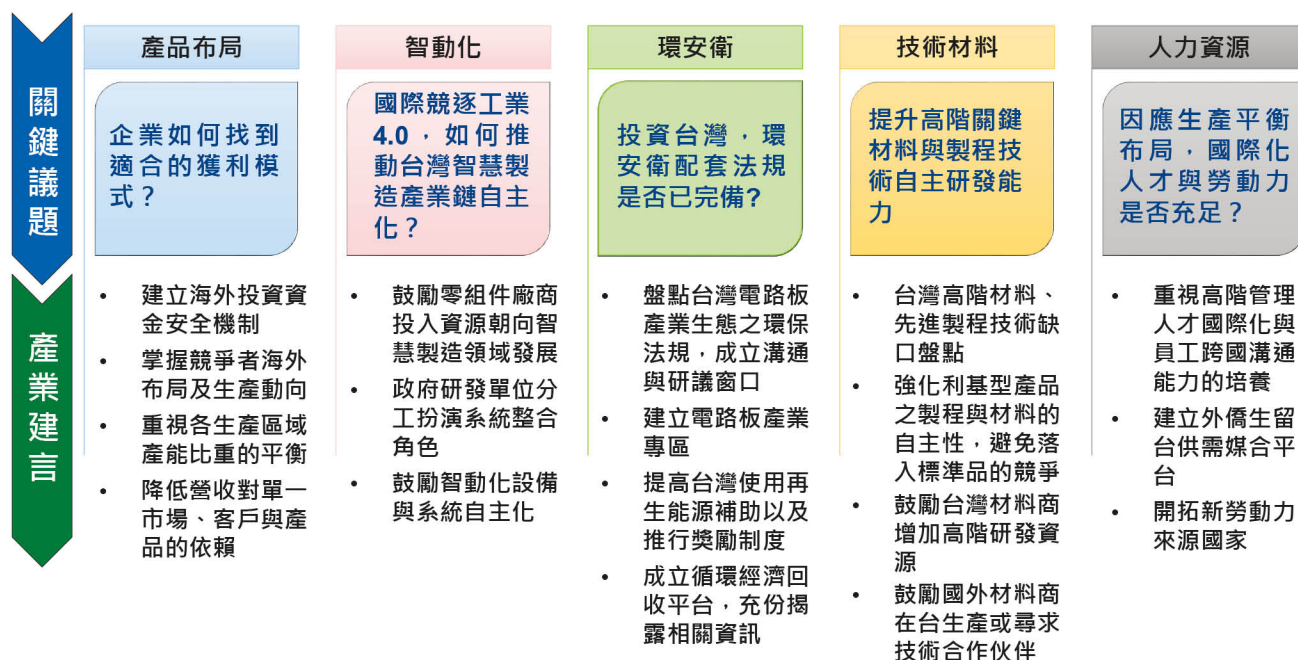 關鍵議題
產品布局
企業如何找到
適合的獲利模
式？
智動化
國際競逐工業
4.0，如何推
動台灣智慧製
造產業鏈自主
化？
環安衛
投資台灣，環
安衛配套法規
是否已完備?
技術材料
提升高階關鍵
材料與製程技
術自主研發能
力
人力資源
因應生產平衡
布局，國際化
人才與勞動力
是否充足？
產業建言
• 建立海外投資資
金安全機制
• 掌握競爭者海外
布局及生產動向
• 重視各生產區域
產能比重的平衡
• 降低營收對單一
市場、客戶與產
品的依賴
• 鼓勵零組件廠商
投入資源朝向智
慧製造領域發展
• 政府研發單位分
工扮演系統整合
角色
• 鼓勵智動化設備
與系統自主化
• 盤點台灣電路板
產業生態之環保
法規，成立溝通
與研議窗口
• 建立電路板產業
專區
• 提高台灣使用再
生能源補助以及
推行獎勵制度
• 成立循環經濟回
收平台，充份揭
露相關資訊
• 台灣高階材料、
先進製程技術缺
口盤點
• 強化利基型產品
之製程與材料的
自主性，避免落
入標準品的競爭
• 鼓勵台灣材料商
增加高階研發資
源
• 鼓勵國外材料商
在台生產或尋求
技術合作伙伴
• 重視高階管理
人才國際化與
員工跨國溝通
能力的培養
• 建立外僑生留
台供需媒合平
台
• 開拓新勞動力
來源國家